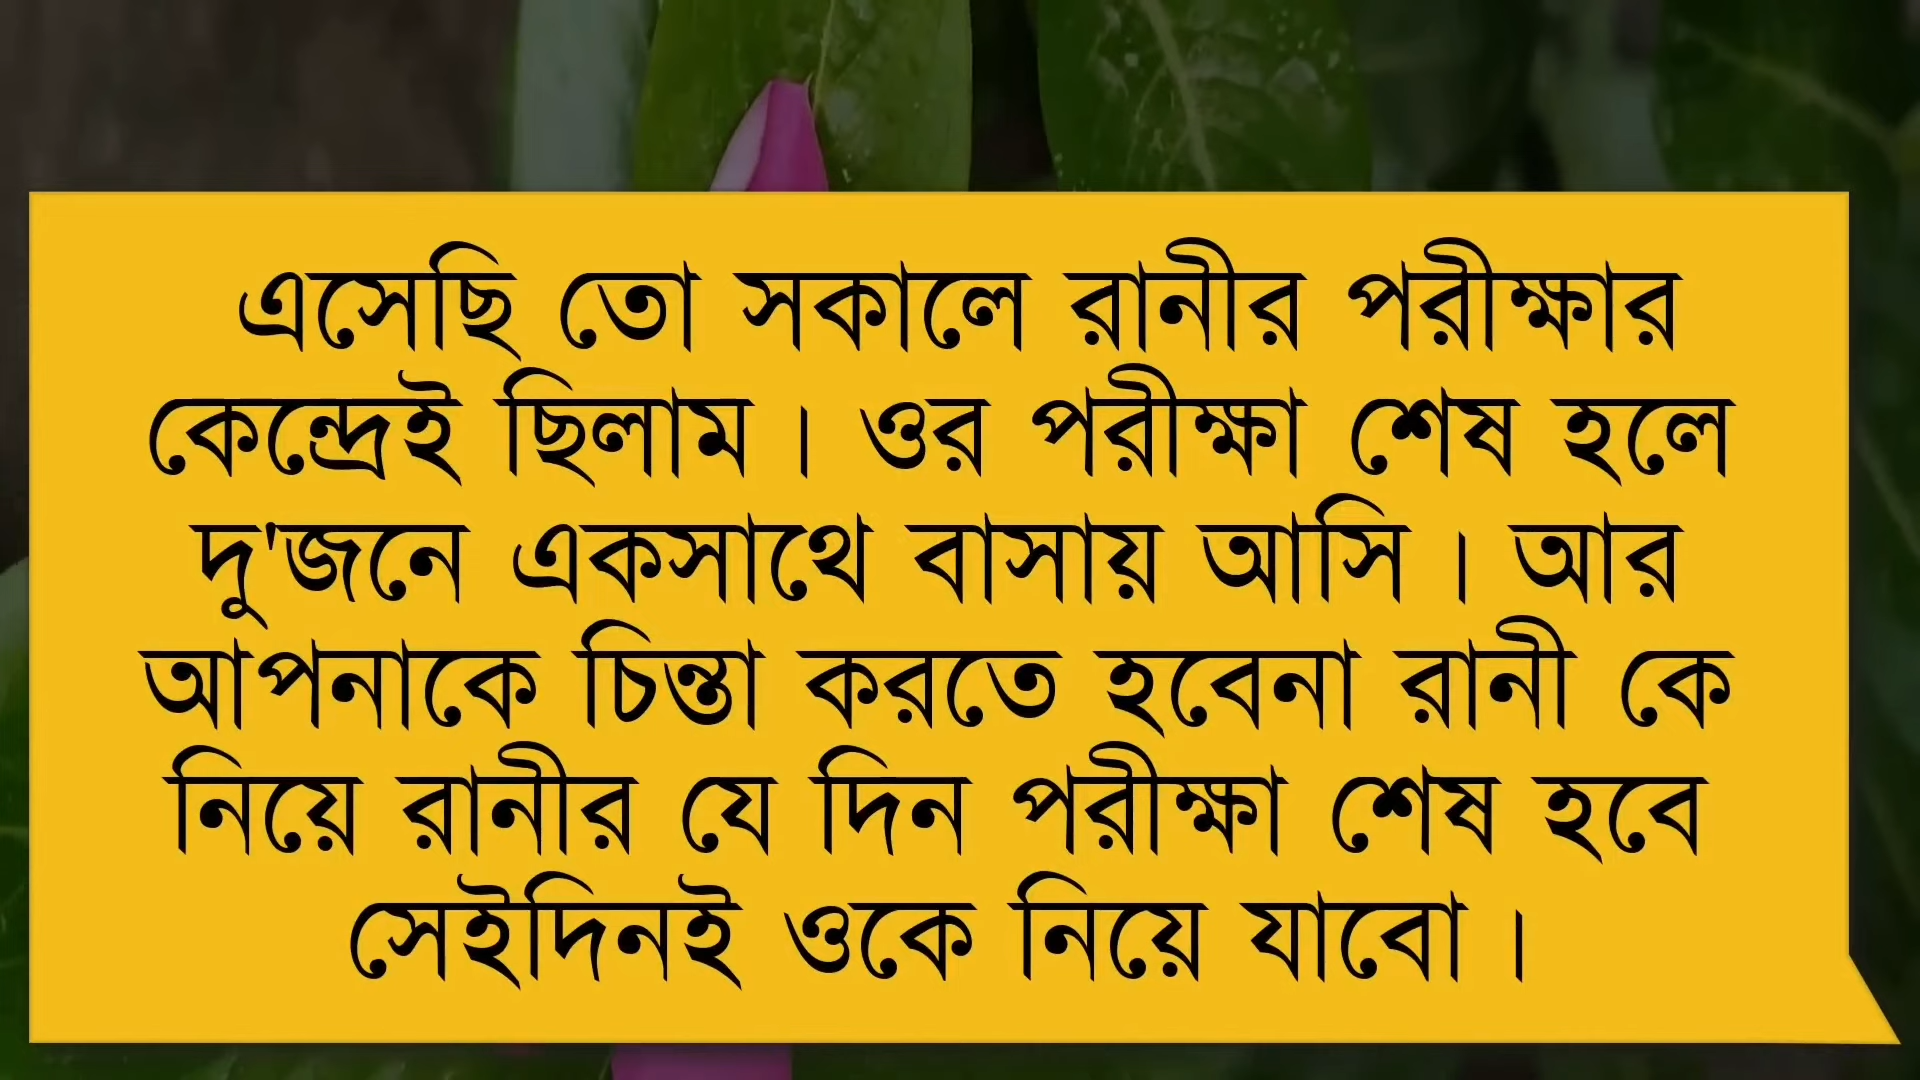 এসেছি তো সকালে রানীর পরীক্ষার
কেন্দ্রেই ছিলাম। ওর পরীক্ষা শেষ হলে
দু'জনে একসাথে বাসায় আসি। আর
আপনাকে চিন্তা করতে হবেনা রানী কে
নিয়ে রানীর যে দিন পরীক্ষা শেষ হবে
সেইদিনই ওকে নিয়ে যাবো।